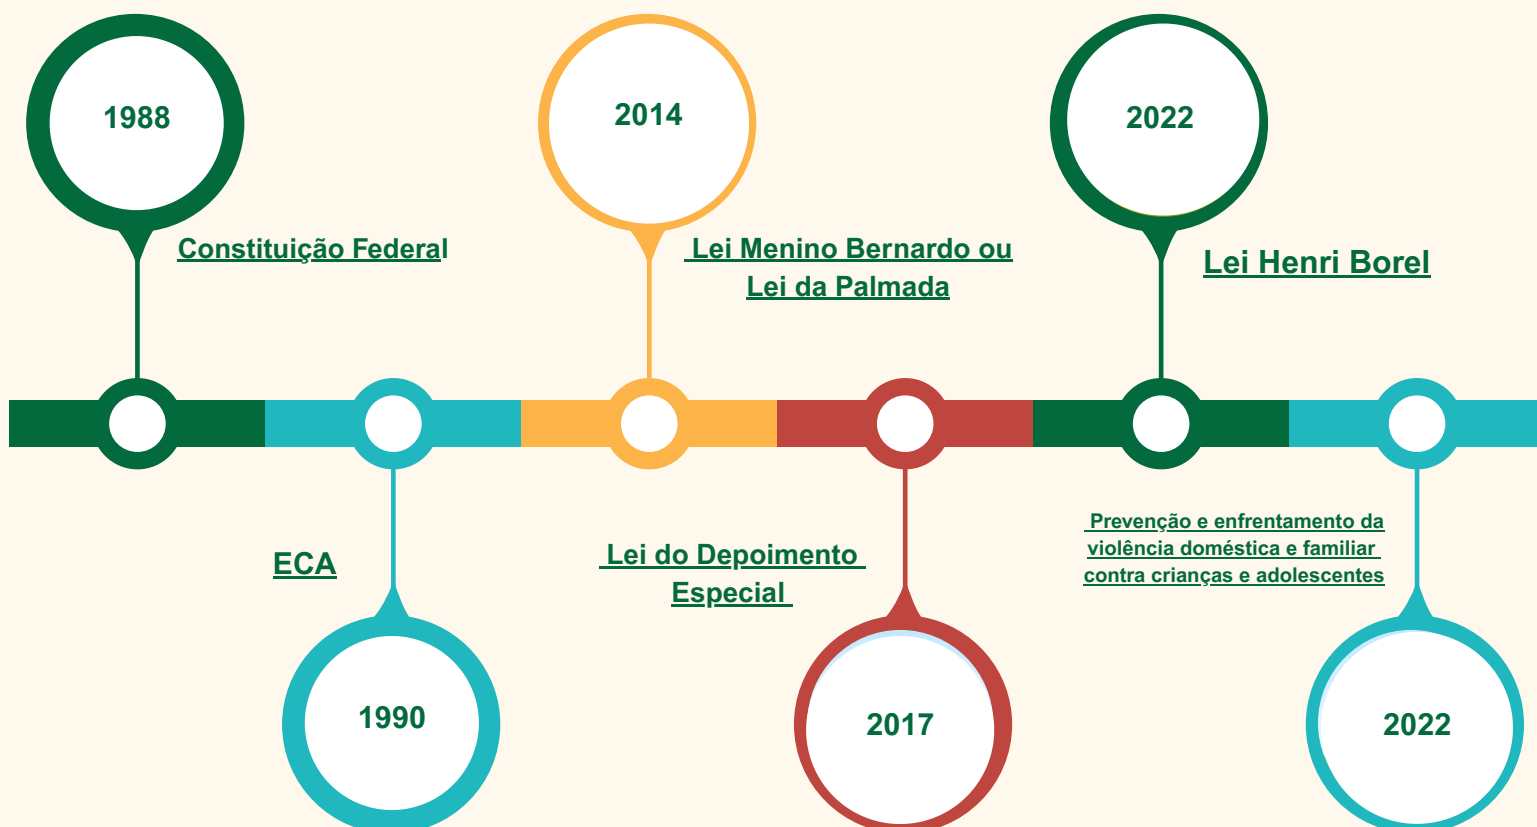 1988
Constituição Federal
2014
Lei Menino Bernardo ou
Lei da Palmada
2022
Lei Henri Borel
ECA
1990
Lei do Depoimento
Especial
2017
Prevenção e enfrentamento da
violência doméstica e familiar
contra crianças e adolescentes
2022